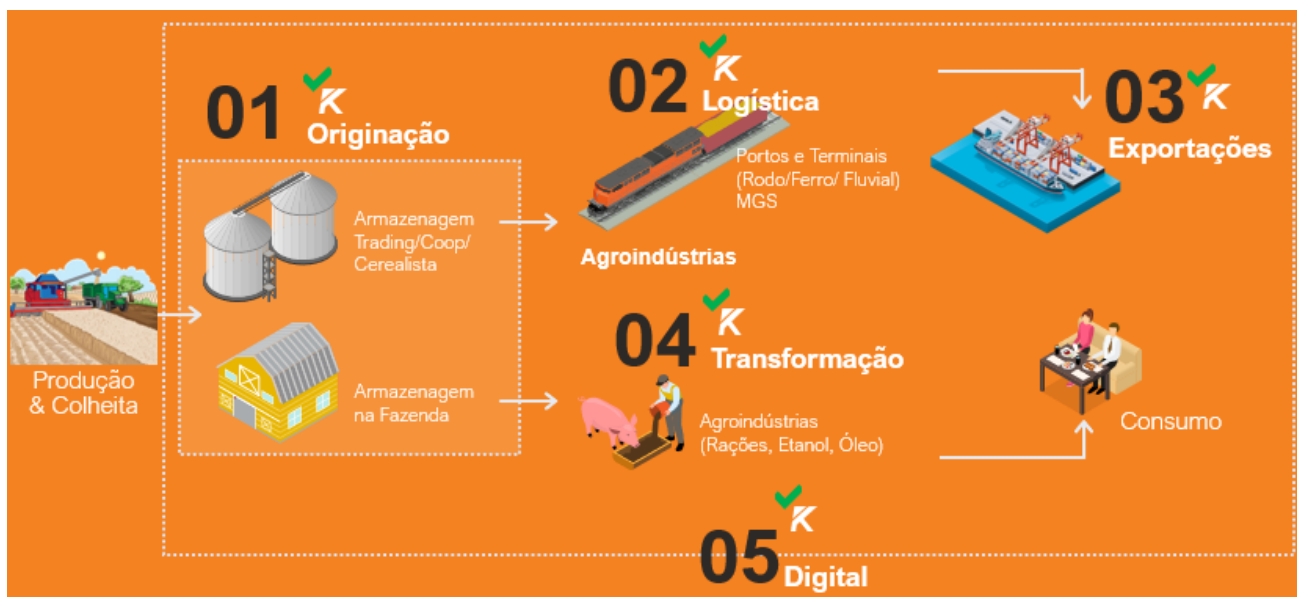 Produção
& Colheita
01
K
Originação
Armazenagem
Trading/Coop/
Cerealista
Armazenagem
na Fazenda
02
K
Logística
Portos e Terminais
(Rodo/Ferro/ Fluvial)
MGS
Agroindústrias
03
K
Exportações
04
K
Transformação
Agroindústrias
(Rações, Etanol, Óleo)
Consumo
05
K
Digital